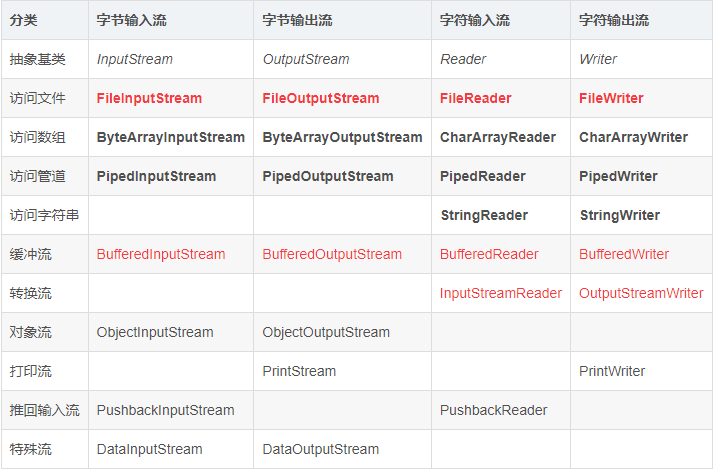 分类 字节输入流 字节输出流 字符输入流 字符输出流
抽象基类 InputStream OutputStream Reader Writer
访问文件 FileInputStream FileOutputStream FileReader FileWriter
访问数组 ByteArrayInputStream ByteArrayOutputStream CharArrayReader CharArrayWriter
访问管道 PipedInputStream PipedOutputStream PipedReader PipedWriter
访问字符串 StringReader StringWriter
缓冲流 BufferedInputStream BufferedOutputStream BufferedReader BufferedWriter
转换流 InputStreamReader OutputStreamWriter
对象流 ObjectInputStream ObjectOutputStream
打印流 PrintStream PrintWriter
推回输入流 PushbackInputStream PushbackReader
特殊流 DataInputStream DataOutputStream